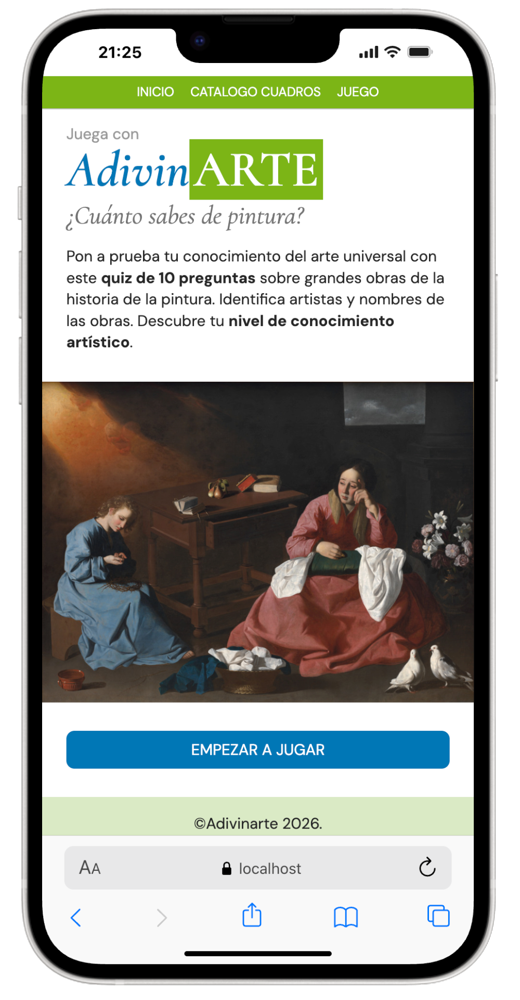 21:25
INICIO CATALOGO CUADROS JUEGO
Juega con
AdivinARTE
¿Cuánto sabes de pintura?
Pon a prueba tu conocimiento del arte universal con
este quiz de 10 preguntas sobre grandes obras de la
historia de la pintura. Identifica artistas y nombres de
las obras. Descubre tu nivel de conocimiento
artístico.
EMPEZAR A JUGAR
©Adivinarte 2026.
AA localhost